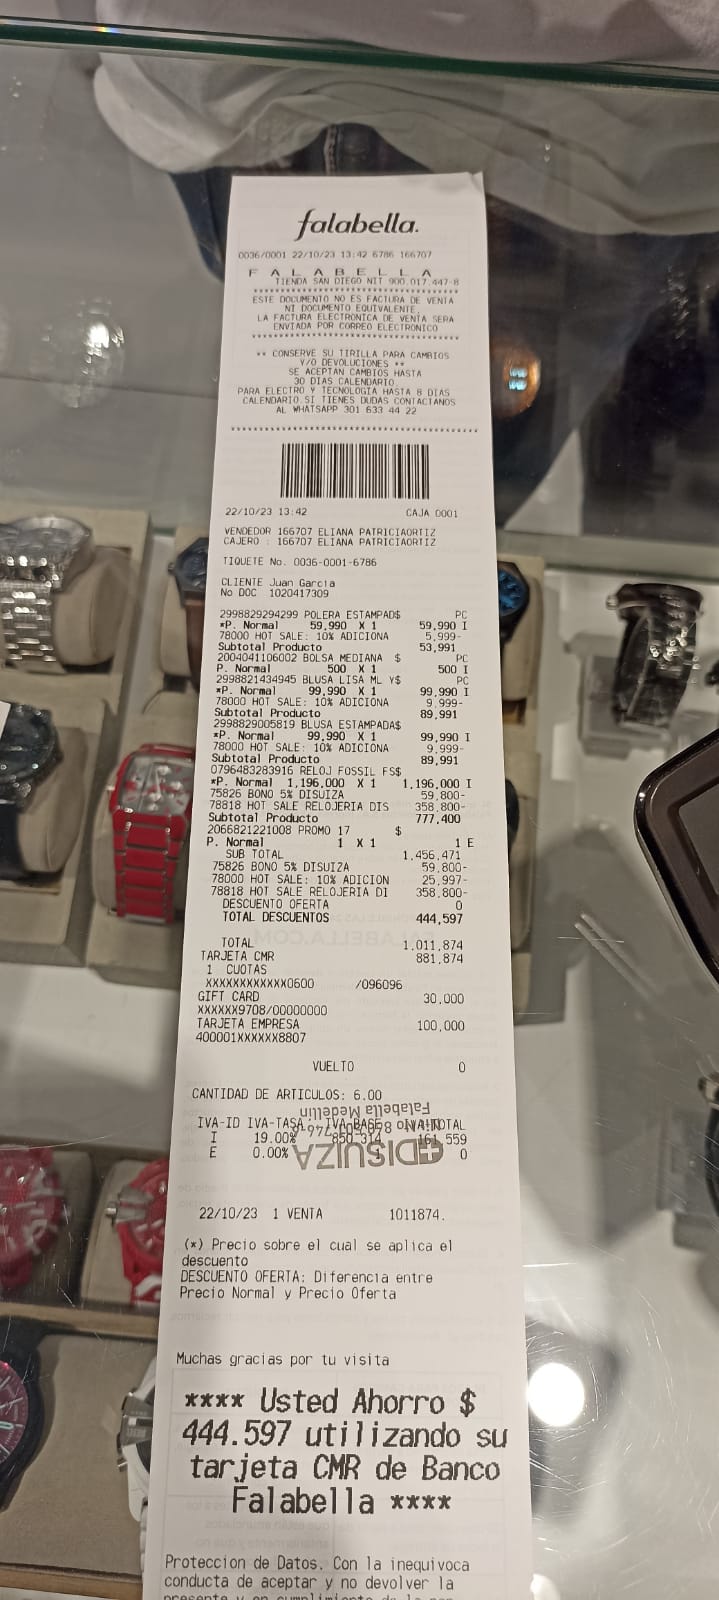 falabella.
0036/0001 22/10/23 13:42 6786 166707
F A L A B E L L A
TIENDA SAN DIEGO NIT 900.017.447-8
ESTE DOCUMENTO NO ES FACTURA DE VENTA
NI DOCUMENTO EQUIVALENTE.
LA FACTURA ELECTRONICA DE VENTA SERA
ENVIADA POR CORREO ELECTRONICO
** CONSERVE SU TIRILLA PARA CAMBIOS
Y/O DEVOLUCIONES **
SE ACEPTAN CAMBIOS HASTA
30 DIAS CALENDARIO.
PARA ELECTRO Y TECNOLOGIA HASTA 8 DIAS
CALENDARIO.SI TIENES DUDAS CONTACTANOS
AL WHATSAPP 301 633 44 22
22/10/23 13:42 CAJA 0001
VENDEDOR 166707 ELIANA PATRICIAORTIZ
CAJERO : 166707 ELIANA PATRICIAORTIZ
TIQUETE No. 0036-0001-6786
CLIENTE Juan Garcia
No DOC 1020417309
2998829294299 POLERA ESTAMPAD$ PC
*P. Normal 59,990 X 1 59,990 I
78000 HOT SALE: 10% ADICIONA 5,999-
Subtotal Producto 53,991
2004041106002 BOLSA MEDIANA $ PC
P. Normal 500 X 1 500 I
2998821434945 BLUSA LISA ML Y$ PC
*P. Normal 99,990 X 1 99,990 I
78000 HOT SALE: 10% ADICIONA 9,999-
Subtotal Producto 89,991
2998829005819 BLUSA ESTAMPADA$
*P. Normal 99,990 X 1 99,990 I
78000 HOT SALE: 10% ADICIONA 9,999-
Subtotal Producto 89,991
0796483283916 RELOJ FOSSIL FS$
*P. Normal 1,196,000 X 1 1,196,000 I
75826 BONO 5% DISUIZA 59,800-
78818 HOT SALE RELOJERIA DIS 358,800-
Subtotal Producto 777,400
2066821221008 PROMO 17 $
P. Normal 1 X 1 1 E
SUB TOTAL 1,456,471
75826 BONO 5% DISUIZA 59,800-
78000 HOT SALE: 10% ADICION 25,997-
78818 HOT SALE RELOJERIA DI 358,800-
DESCUENTO OFERTA 0
TOTAL DESCUENTOS 444,597
TOTAL 1,011,874
TARJETA CMR 881,874
1 CUOTAS
XXXXXXXXXXXX0600 /096096
GIFT CARD 30,000
XXXXXX9708/00000000
TARJETA EMPRESA 100,000
400001XXXXXX8807
VUELTO 0
CANTIDAD DE ARTICULOS: 6.00
Falabella Medellín
IVA-ID IVA-TASA IVA-BASE IVA-TOTAL
I 19.00% 850,314 161,559
E 0.00% 0
DISUIZA
22/10/23 1 VENTA 1011874.
(*) Precio sobre el cual se aplica el
descuento
DESCUENTO OFERTA: Diferencia entre
Precio Normal y Precio Oferta
Muchas gracias por tu visita
**** Usted Ahorro $
444.597 utilizando su
tarjeta CMR de Banco
Falabella ****
Proteccion de Datos. Con la inequivoca
conducta de aceptar y no devolver la